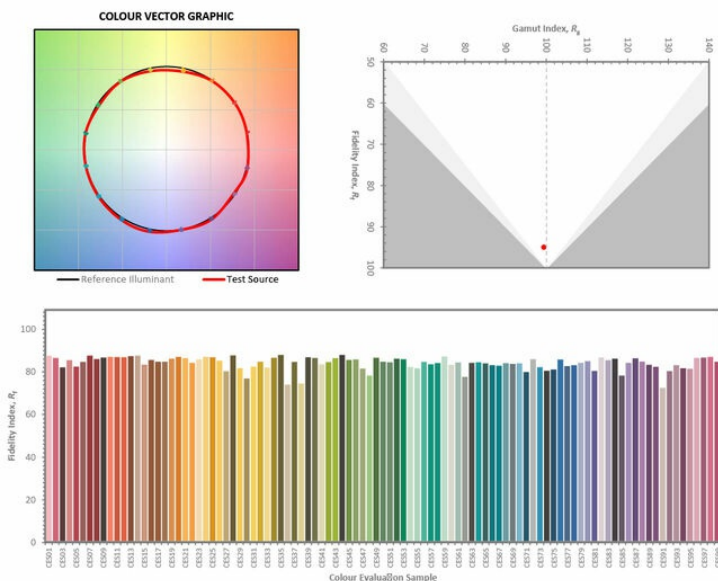 COLOUR VECTOR GRAPHIC
Reference Illuminant
Test Source
Gamut Index, Rg
60
70
80
90
100
110
120
130
140
50
60
70
80
90
100
Fidelity Index, Rf
100
80
60
40
20
0
Fidelity Index, Rf
CES01
CES03
CES05
CES07
CES09
CES11
CES13
CES15
CES17
CES19
CES21
CES23
CES25
CES27
CES29
CES31
CES33
CES35
CES37
CES39
CES41
CES43
CES45
CES47
CES49
CES51
CES53
CES55
CES57
CES59
CES61
CES63
CES65
CES67
CES69
CES71
CES73
CES75
CES77
CES79
CES81
CES83
CES85
CES87
CES89
CES91
CES93
CES95
CES97
Colour Evaluation Sample